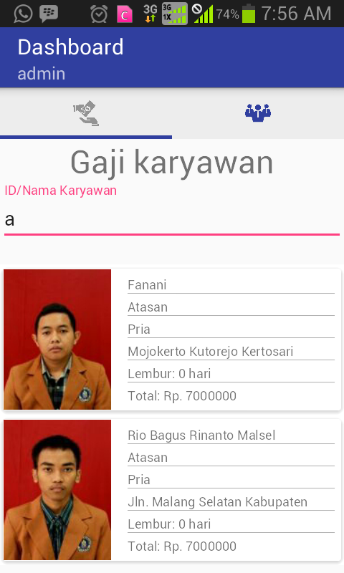 3G
3G
1X
74%
7:56 AM
Dashboard
admin
Gaji karyawan
ID/Nama Karyawan
a
Fanani
Atasan
Pria
Mojokerto Kutorejo Kertosari
Lembur: 0 hari
Total: Rp. 7000000
Rio Bagus Rinanto Malsel
Atasan
Pria
Jln. Malang Selatan Kabupaten
Lembur: 0 hari
Total: Rp. 7000000